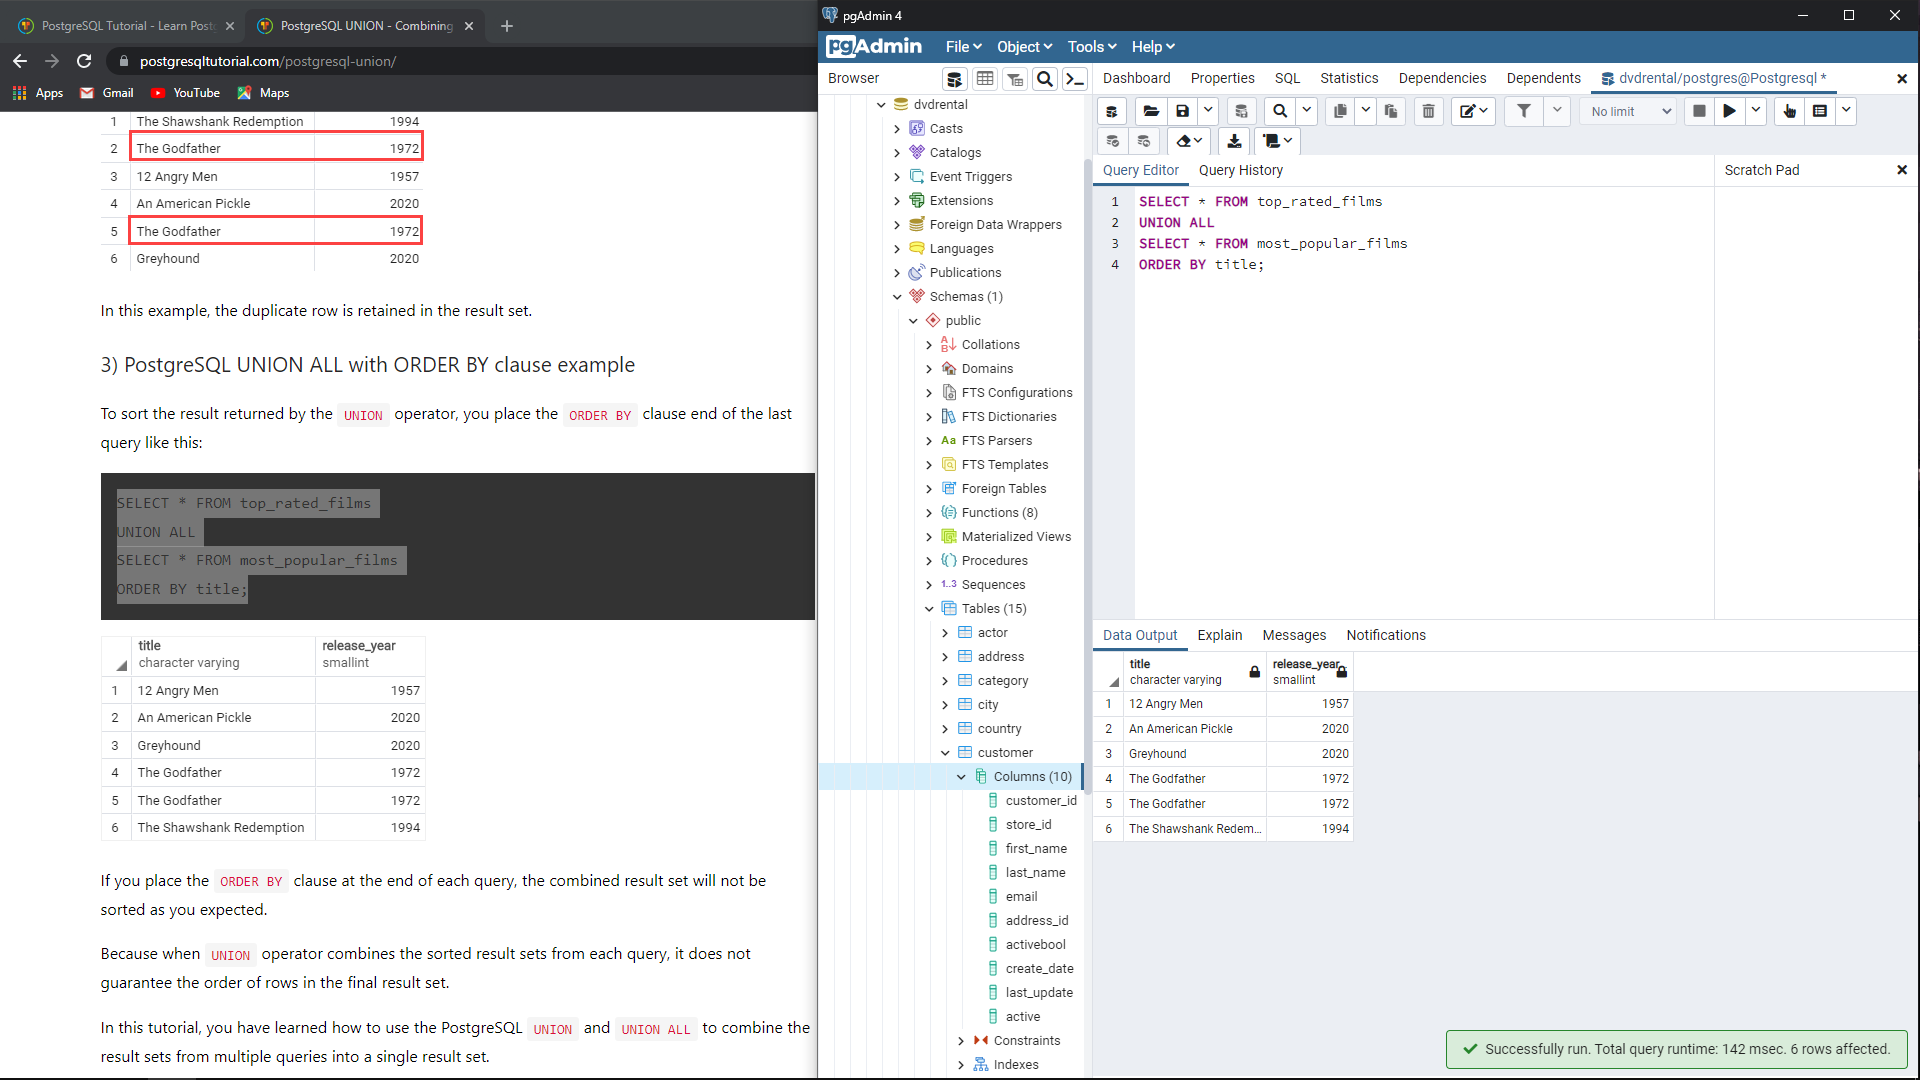 PostgreSQL Tutorial - Learn Post
PostgreSQL UNION - Combining
postgresqltutorial.com/postgresql-union/
Apps
Gmail
YouTube
Maps
1 The Shawshank Redemption 1994
2 The Godfather 1972
3 12 Angry Men 1957
4 An American Pickle 2020
5 The Godfather 1972
6 Greyhound 2020
In this example, the duplicate row is retained in the result set.
3) PostgreSQL UNION ALL with ORDER BY clause example
To sort the result returned by the UNION operator, you place the ORDER BY clause end of the last
query like this:
SELECT * FROM top_rated_films
UNION ALL
SELECT * FROM most_popular_films
ORDER BY title;
title release_year
character varying smallint
1 12 Angry Men 1957
2 An American Pickle 2020
3 Greyhound 2020
4 The Godfather 1972
5 The Godfather 1972
6 The Shawshank Redemption 1994
If you place the ORDER BY clause at the end of each query, the combined result set will not be
sorted as you expected.
Because when UNION operator combines the sorted result sets from each query, it does not
guarantee the order of rows in the final result set.
In this tutorial, you have learned how to use the PostgreSQL UNION and UNION ALL to combine the
result sets from multiple queries into a single result set.
pgAdmin 4
pgAdmin File Object Tools Help
Browser
dvdrental
Casts
Catalogs
Event Triggers
Extensions
Foreign Data Wrappers
Languages
Publications
Schemas (1)
public
Collations
Domains
FTS Configurations
FTS Dictionaries
Aa FTS Parsers
FTS Templates
Foreign Tables
Functions (8)
Materialized Views
Procedures
1..3 Sequences
Tables (15)
actor
address
category
city
country
customer
Columns (10)
customer_id
store_id
first_name
last_name
email
address_id
activebool
create_date
last_update
active
Constraints
Indexes
Dashboard Properties SQL Statistics Dependencies Dependents dvdrental/postgres@Postgresql *
No limit
Query Editor Query History
Scratch Pad
1 SELECT * FROM top_rated_films
2 UNION ALL
3 SELECT * FROM most_popular_films
4 ORDER BY title;
Data Output Explain Messages Notifications
title release_year
character varying smallint
1 12 Angry Men 1957
2 An American Pickle 2020
3 Greyhound 2020
4 The Godfather 1972
5 The Godfather 1972
6 The Shawshank Redem... 1994
Successfully run. Total query runtime: 142 msec. 6 rows affected.